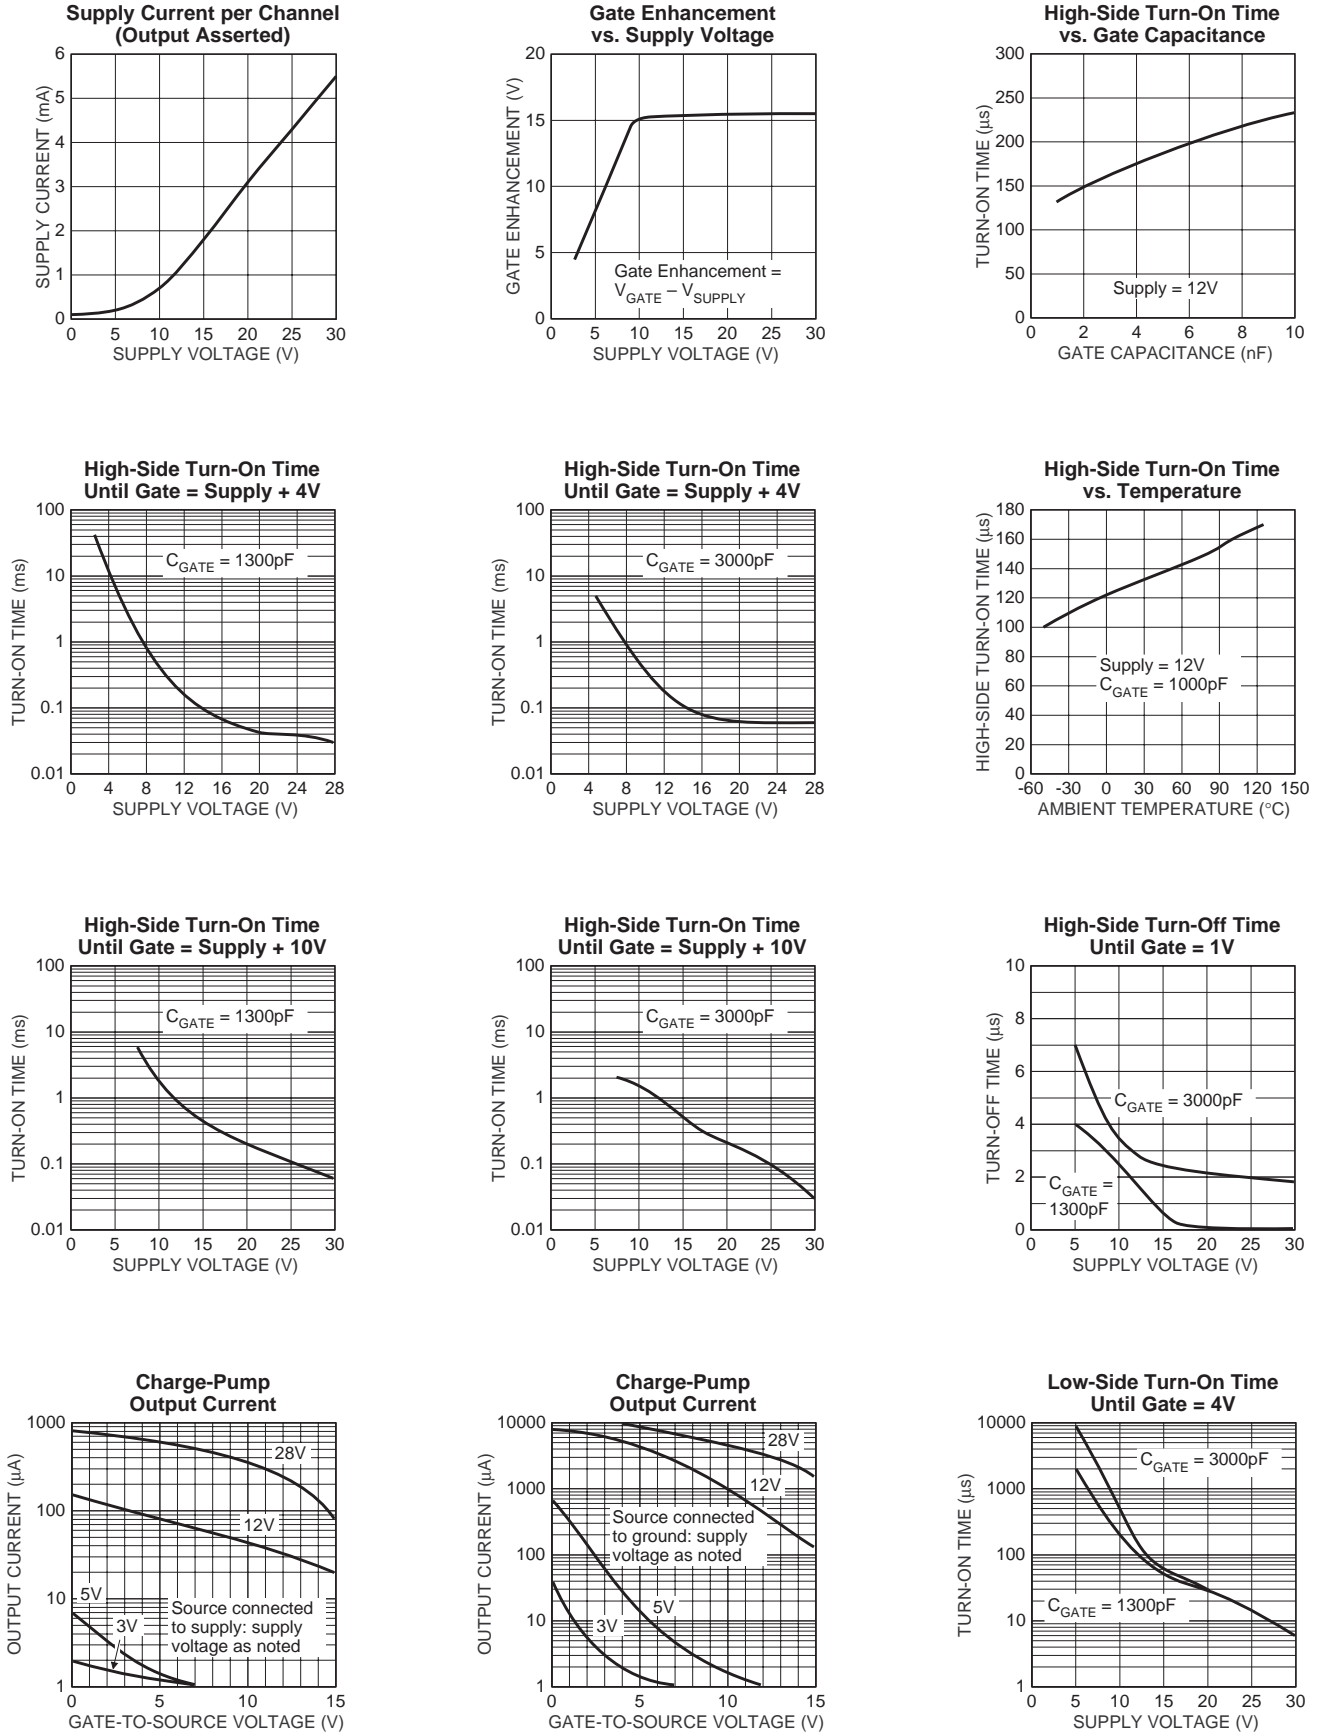 Supply Current per Channel
(Output Asserted)
6
5
4
3
2
1
0
SUPPLY CURRENT (mA)
0 5 10 15 20 25 30
SUPPLY VOLTAGE (V)
Gate Enhancement
vs. Supply Voltage
20
15
10
5
0
GATE ENHANCEMENT (V)
Gate Enhancement =
VGATE – VSUPPLY
0 5 10 15 20 25 30
SUPPLY VOLTAGE (V)
High-Side Turn-On Time
vs. Gate Capacitance
300
250
200
150
100
50
0
TURN-ON TIME (µs)
Supply = 12V
0 2 4 6 8 10
GATE CAPACITANCE (nF)
High-Side Turn-On Time
Until Gate = Supply + 4V
100
10
1
0.1
0.01
TURN-ON TIME (ms)
CGATE = 1300pF
0 4 8 12 16 20 24 28
SUPPLY VOLTAGE (V)
High-Side Turn-On Time
Until Gate = Supply + 4V
100
10
1
0.1
0.01
TURN-ON TIME (ms)
CGATE = 3000pF
0 4 8 12 16 20 24 28
SUPPLY VOLTAGE (V)
High-Side Turn-On Time
vs. Temperature
180
160
140
120
100
80
60
40
20
0
HIGH-SIDE TURN-ON TIME (µs)
Supply = 12V
CGATE = 1000pF
-60 -30 0 30 60 90 120 150
AMBIENT TEMPERATURE (°C)
High-Side Turn-On Time
Until Gate = Supply + 10V
100
10
1
0.1
0.01
TURN-ON TIME (ms)
CGATE = 1300pF
0 5 10 15 20 25 30
SUPPLY VOLTAGE (V)
High-Side Turn-On Time
Until Gate = Supply + 10V
100
10
1
0.1
0.01
TURN-ON TIME (ms)
CGATE = 3000pF
0 5 10 15 20 25 30
SUPPLY VOLTAGE (V)
High-Side Turn-Off Time
Until Gate = 1V
10
8
6
4
2
0
TURN-OFF TIME (µs)
CGATE = 3000pF
CGATE =
1300pF
0 5 10 15 20 25 30
SUPPLY VOLTAGE (V)
Charge-Pump
Output Current
1000
100
10
1
OUTPUT CURRENT (µA)
28V
12V
5V
3V
Source connected
to supply: supply
voltage as noted
0 5 10 15
GATE-TO-SOURCE VOLTAGE (V)
Charge-Pump
Output Current
10000
1000
100
10
1
OUTPUT CURRENT (µA)
28V
12V
Source connected
to ground: supply
voltage as noted
5V
3V
0 5 10 15
GATE-TO-SOURCE VOLTAGE (V)
Low-Side Turn-On Time
Until Gate = 4V
10000
1000
100
10
1
TURN-ON TIME (µs)
CGATE = 3000pF
CGATE = 1300pF
0 5 10 15 20 25 30
SUPPLY VOLTAGE (V)